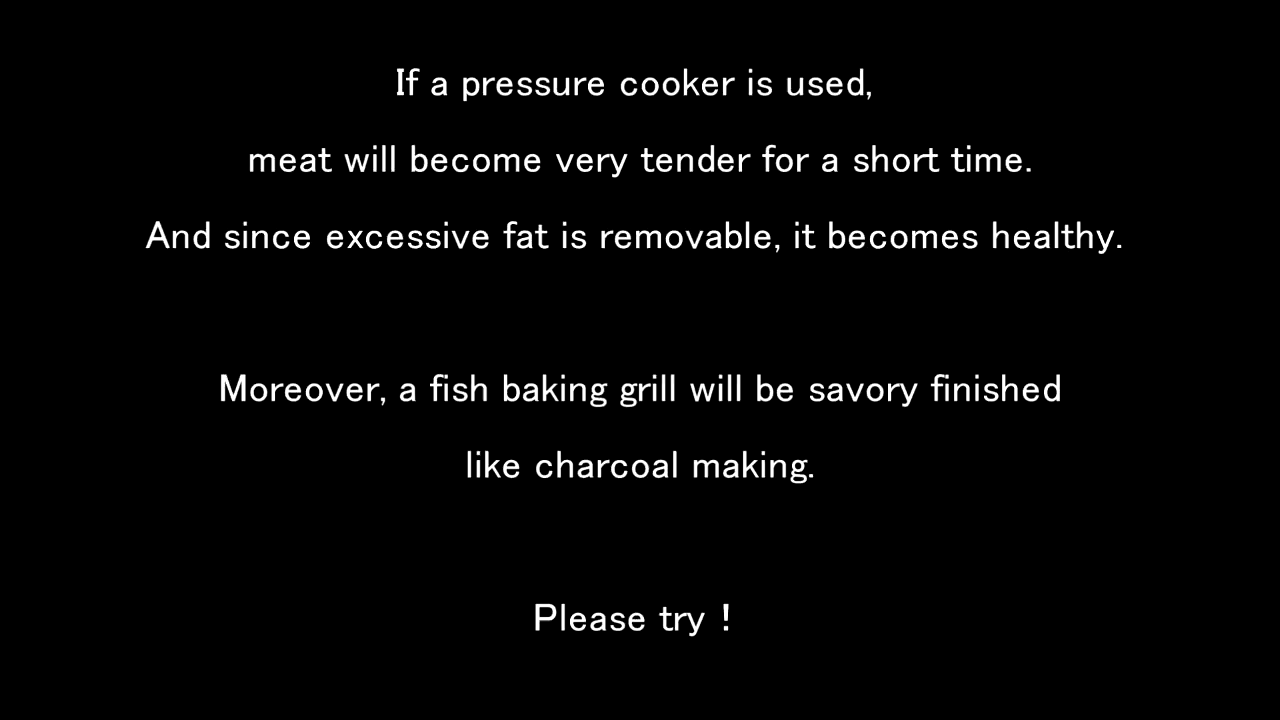 If a pressure cooker is used,
meat will become very tender for a short time.
And since excessive fat is removable, it becomes healthy.
Moreover, a fish baking grill will be savory finished
like charcoal making.
Please try !